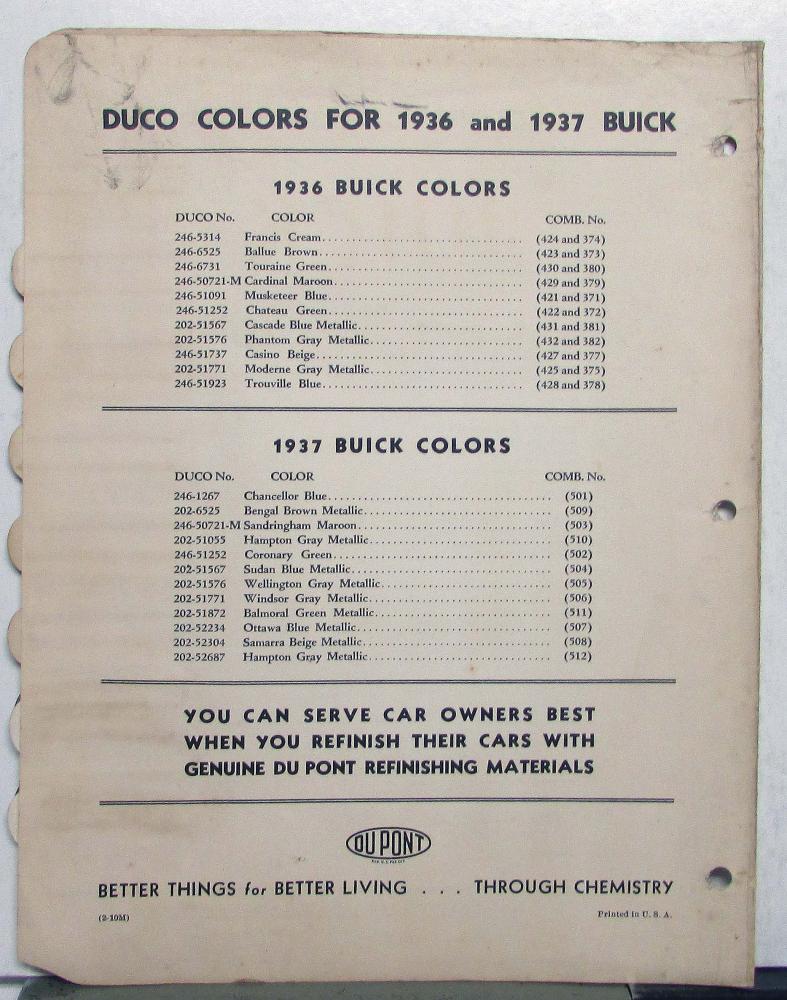 DUCO COLORS FOR 1936 and 1937 BUICK
1936 BUICK COLORS
DUCO No. COLOR COMB. No.
246-5314 Francis Cream (424 and 374)
246-6525 Ballue Brown (423 and 373)
246-6731 Touraine Green (430 and 380)
246-50721-M Cardinal Maroon (429 and 379)
246-51091 Musketeer Blue (421 and 371)
246-51252 Chateau Green (422 and 372)
202-51567 Cascade Blue Metallic (431 and 381)
202-51576 Phantom Gray Metallic (432 and 382)
246-51737 Casino Beige (427 and 377)
202-51771 Moderne Gray Metallic (425 and 375)
246-51923 Trouville Blue (428 and 378)
1937 BUICK COLORS
DUCO No. COLOR COMB. No.
246-1267 Chancellor Blue (501)
202-6525 Bengal Brown Metallic (509)
246-50721-M Sandringham Maroon (503)
202-51055 Hampton Gray Metallic (510)
246-51252 Coronary Green (502)
202-51567 Sudan Blue Metallic (504)
202-51576 Wellington Gray Metallic (505)
202-51771 Windsor Gray Metallic (506)
202-51872 Balmoral Green Metallic (511)
202-52234 Ottawa Blue Metallic (507)
202-52304 Samarra Beige Metallic (508)
202-52687 Hampton Gray Metallic (512)
YOU CAN SERVE CAR OWNERS BEST
WHEN YOU REFINISH THEIR CARS WITH
GENUINE DU PONT REFINISHING MATERIALS
DU PONT
REG. U.S. PAT. OFF.
BETTER THINGS for BETTER LIVING . . . THROUGH CHEMISTRY
(2-10M)
Printed in U. S. A.